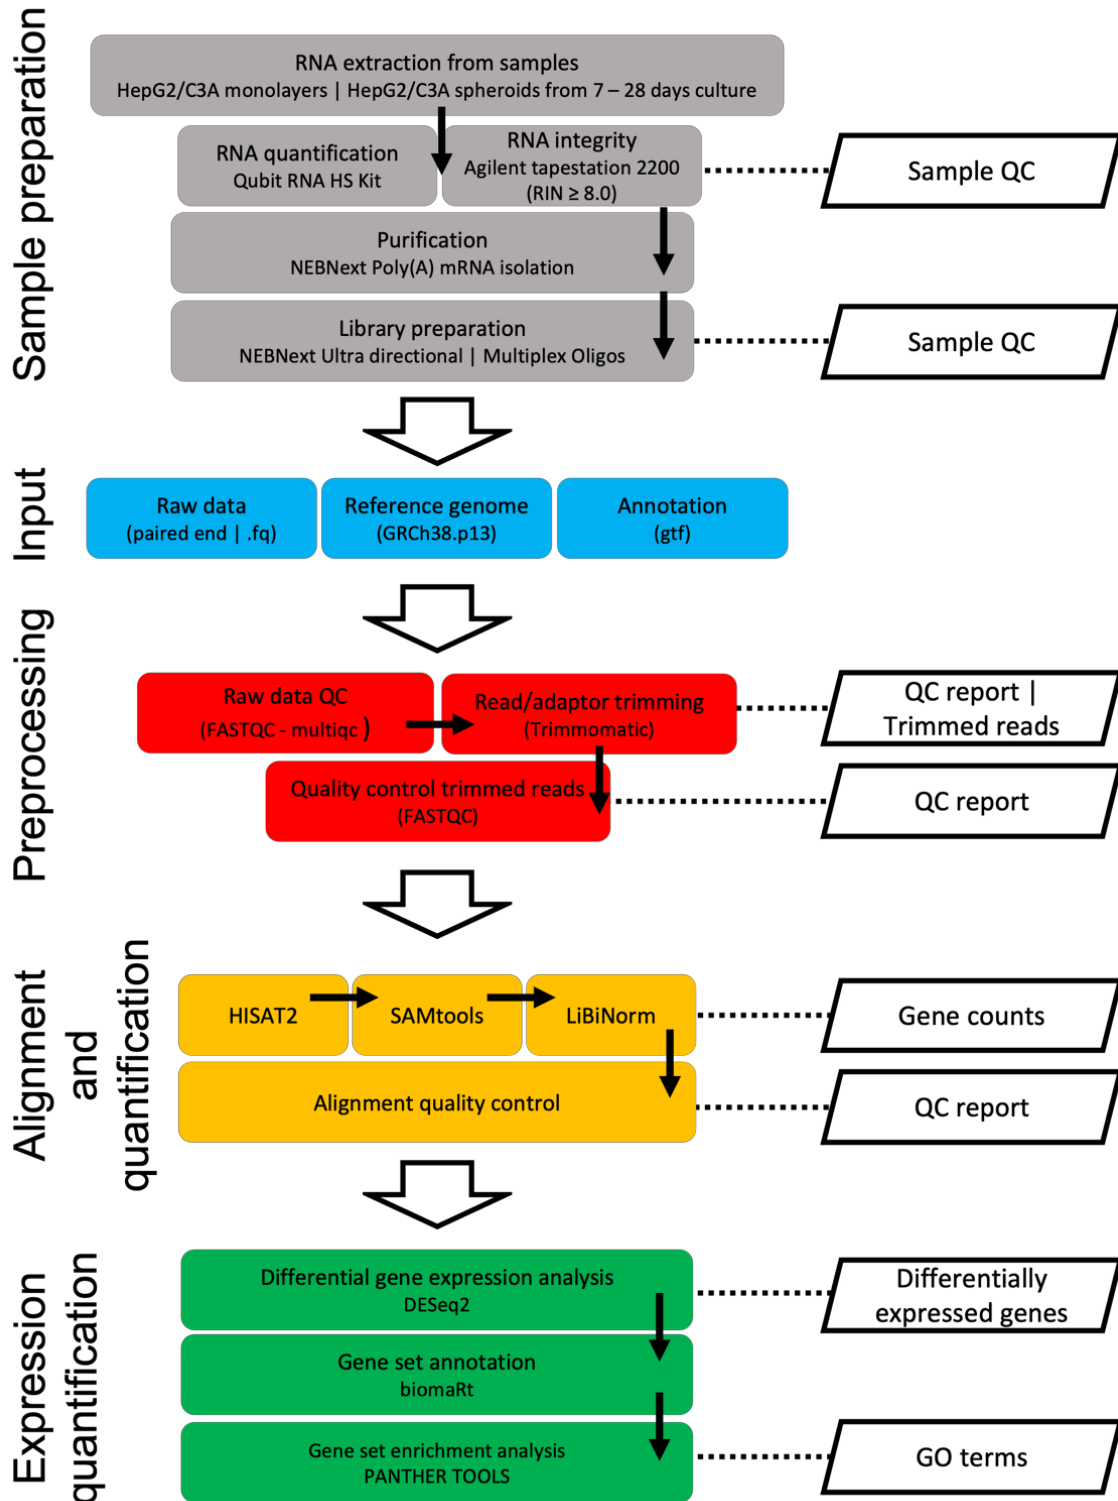 Sample preparation
RNA extraction from samples
HepG2/C3A monolayers | HepG2/C3A spheroids from 7 – 28 days culture
RNA quantification
Qubit RNA HS Kit
RNA integrity
Agilent tapestation 2200
(RIN ≥ 8.0)
Sample QC
Purification
NEBNext Poly(A) mRNA isolation
Library preparation
NEBNext Ultra directional | Multiplex Oligos
Sample QC
Input
Raw data
(paired end | .fq)
Reference genome
(GRCh38.p13)
Annotation
(gtf)
Preprocessing
Raw data QC
(FASTQC - multiqc )
Read/adaptor trimming
(Trimmomatic)
QC report |
Trimmed reads
Quality control trimmed reads
(FASTQC)
QC report
Alignment
and
quantification
HISAT2
SAMtools
LiBiNorm
Gene counts
Alignment quality control
QC report
Expression
quantification
Differential gene expression analysis
DESeq2
Differentially
expressed genes
Gene set annotation
biomaRt
Gene set enrichment analysis
PANTHER TOOLS
GO terms